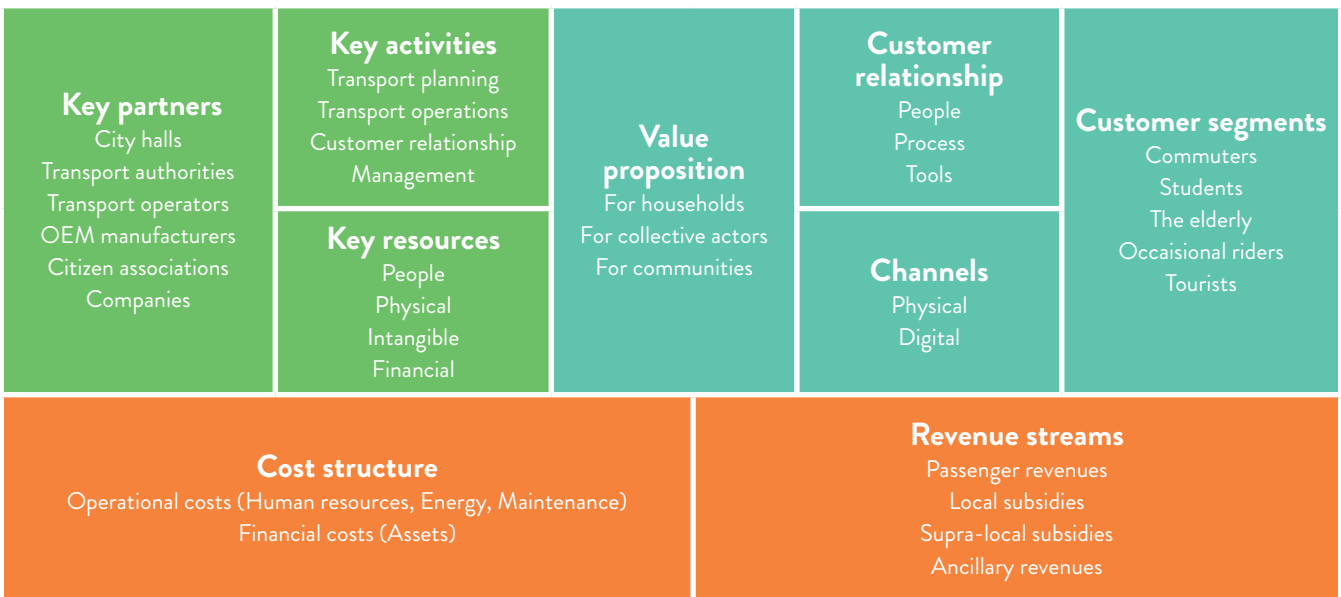 Key partners
City halls
Transport authorities
Transport operators
OEM manufacturers
Citizen associations
Companies
Key activities
Transport planning
Transport operations
Customer relationship
Management
Key resources
People
Physical
Intangible
Financial
Value
proposition
For households
For collective actors
For communities
Customer
relationship
People
Process
Tools
Channels
Physical
Digital
Customer segments
Commuters
Students
The elderly
Occaisional riders
Tourists
Cost structure
Operational costs (Human resources, Energy, Maintenance)
Financial costs (Assets)
Revenue streams
Passenger revenues
Local subsidies
Supra-local subsidies
Ancillary revenues